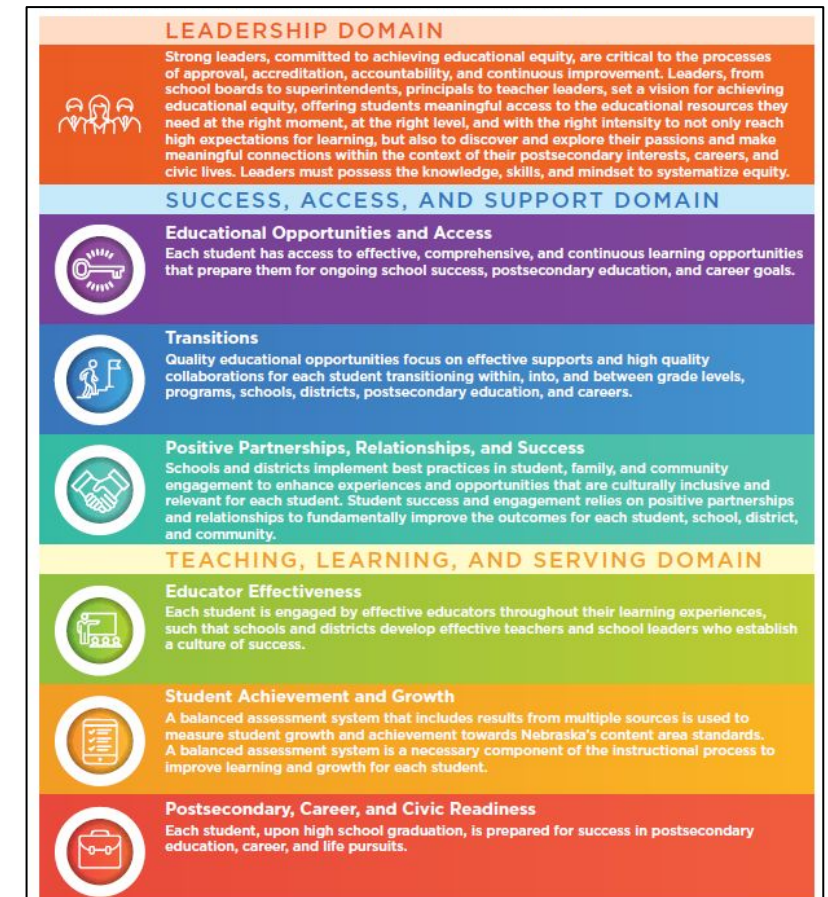 LEADERSHIP DOMAIN
Strong leaders, committed to achieving educational equity, are critical to the processes
of approval, accreditation, accountability, and continuous improvement. Leaders, from
school boards to superintendents, principals to teacher leaders, set a vision for achieving
educational equity, offering students meaningful access to the educational resources they
need at the right moment, at the right level, and with the right intensity to not only reach
high expectations for learning, but also to discover and explore their passions and make
meaningful connections within the context of their postsecondary interests, careers, and
civic lives. Leaders must possess the knowledge, skills, and mindset to systematize equity.
SUCCESS, ACCESS, AND SUPPORT DOMAIN
Educational Opportunities and Access
Each student has access to effective, comprehensive, and continuous learning opportunities
that prepare them for ongoing school success, postsecondary education, and career goals.
Transitions
Quality educational opportunities focus on effective supports and high quality
collaborations for each student transitioning within, into, and between grade levels,
programs, schools, districts, postsecondary education, and careers.
Positive Partnerships, Relationships, and Success
Schools and districts implement best practices in student, family, and community
engagement to enhance experiences and opportunities that are culturally inclusive and
relevant for each student. Student success and engagement relies on positive partnerships
and relationships to fundamentally improve the outcomes for each student, school, district,
and community.
TEACHING, LEARNING, AND SERVING DOMAIN
Educator Effectiveness
Each student is engaged by effective educators throughout their learning experiences,
such that schools and districts develop effective teachers and school leaders who establish
a culture of success.
Student Achievement and Growth
A balanced assessment system that includes results from multiple sources is used to
measure student growth and achievement towards Nebraska's content area standards.
A balanced assessment system is a necessary component of the instructional process to
improve learning and growth for each student.
Postsecondary, Career, and Civic Readiness
Each student, upon high school graduation, is prepared for success in postsecondary
education, career, and life pursuits.